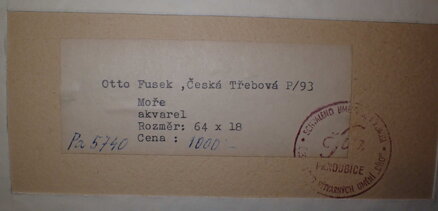 Otto Fusek ,Česká Třebová P/93
Moře
akvarel
Rozměr: 64 x 18
Cena : 1000 -
Pa 5740
PARDUBICE